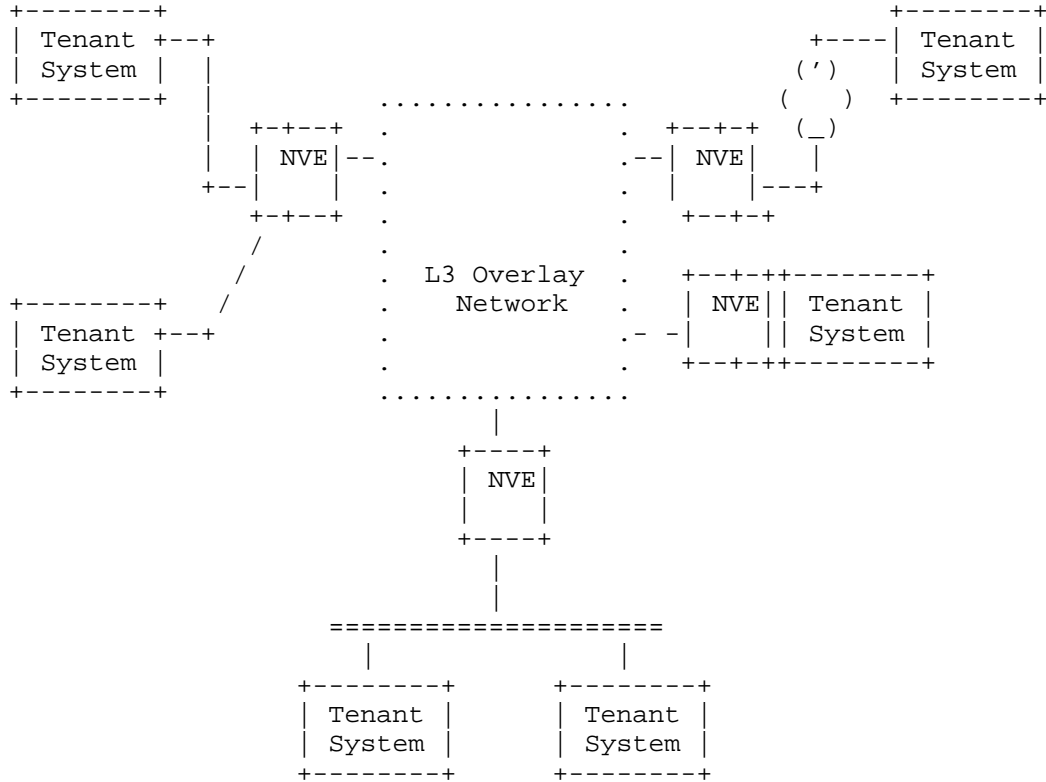 Tenant
System
Tenant
System
NVE
NVE
L3 Overlay
Network
NVE
Tenant
System
Tenant
System
NVE
Tenant
System
Tenant
System